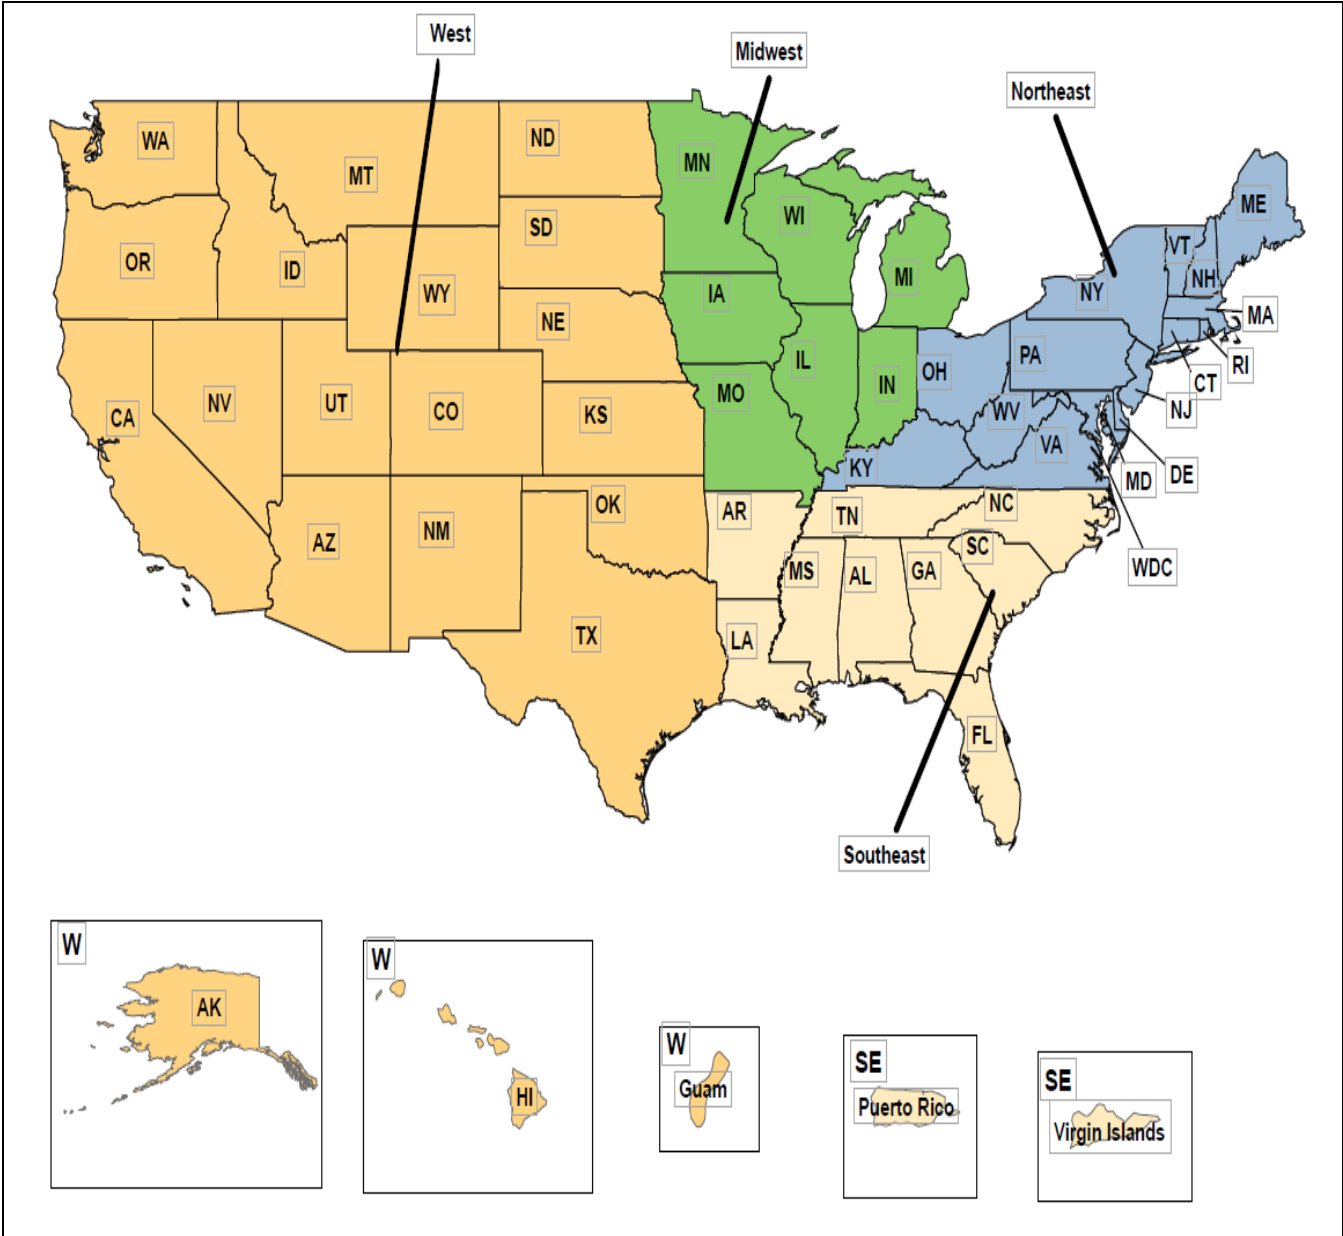 West
Midwest
Northeast
WA
MT
ND
MN
ME
OR
ID
WY
SD
WI
MI
VT
NH
NY
MA
NE
IA
PA
RI
CT
NJ
CA
NV
UT
CO
KS
MO
IL
IN
OH
WV
VA
KY
MD
DE
AZ
NM
OK
AR
TN
NC
SC
WDC
MS
AL
GA
TX
LA
FL
Southeast
W
AK
W
HI
W
Guam
SE
Puerto Rico
SE
Virgin Islands